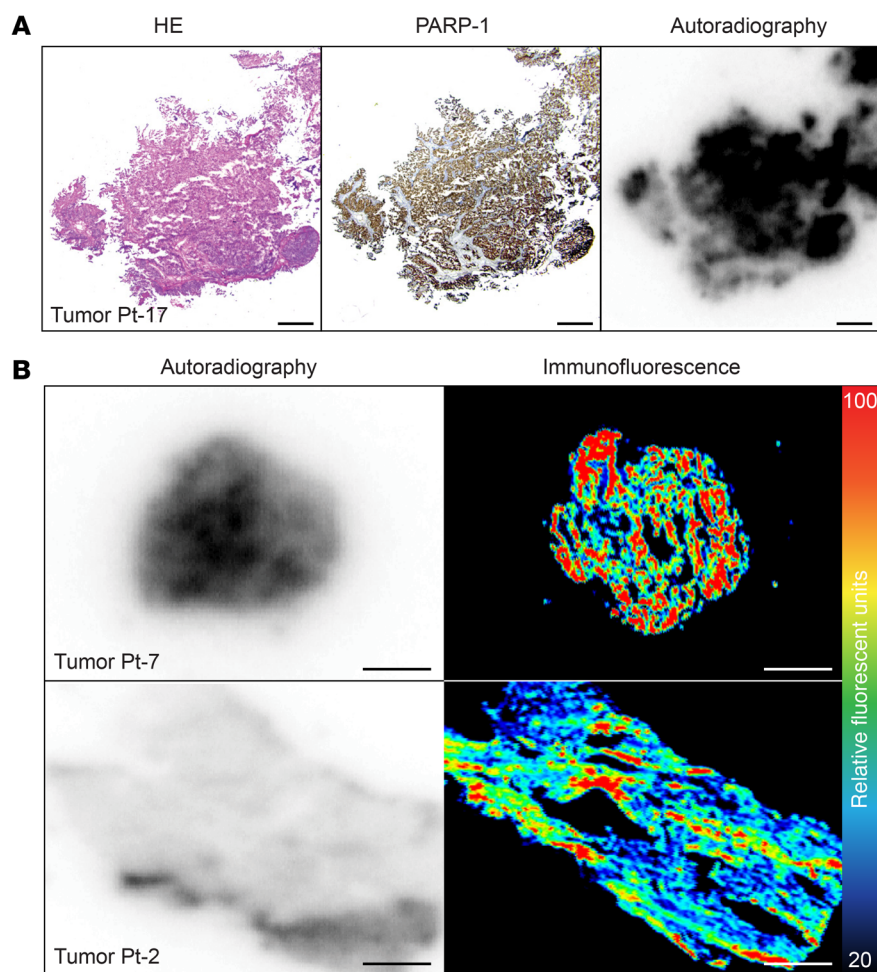 A
HE
PARP-1
Autoradiography
Tumor Pt-17
B
Autoradiography
Immunofluorescence
100
Tumor Pt-7
Relative fluorescent units
Tumor Pt-2
20